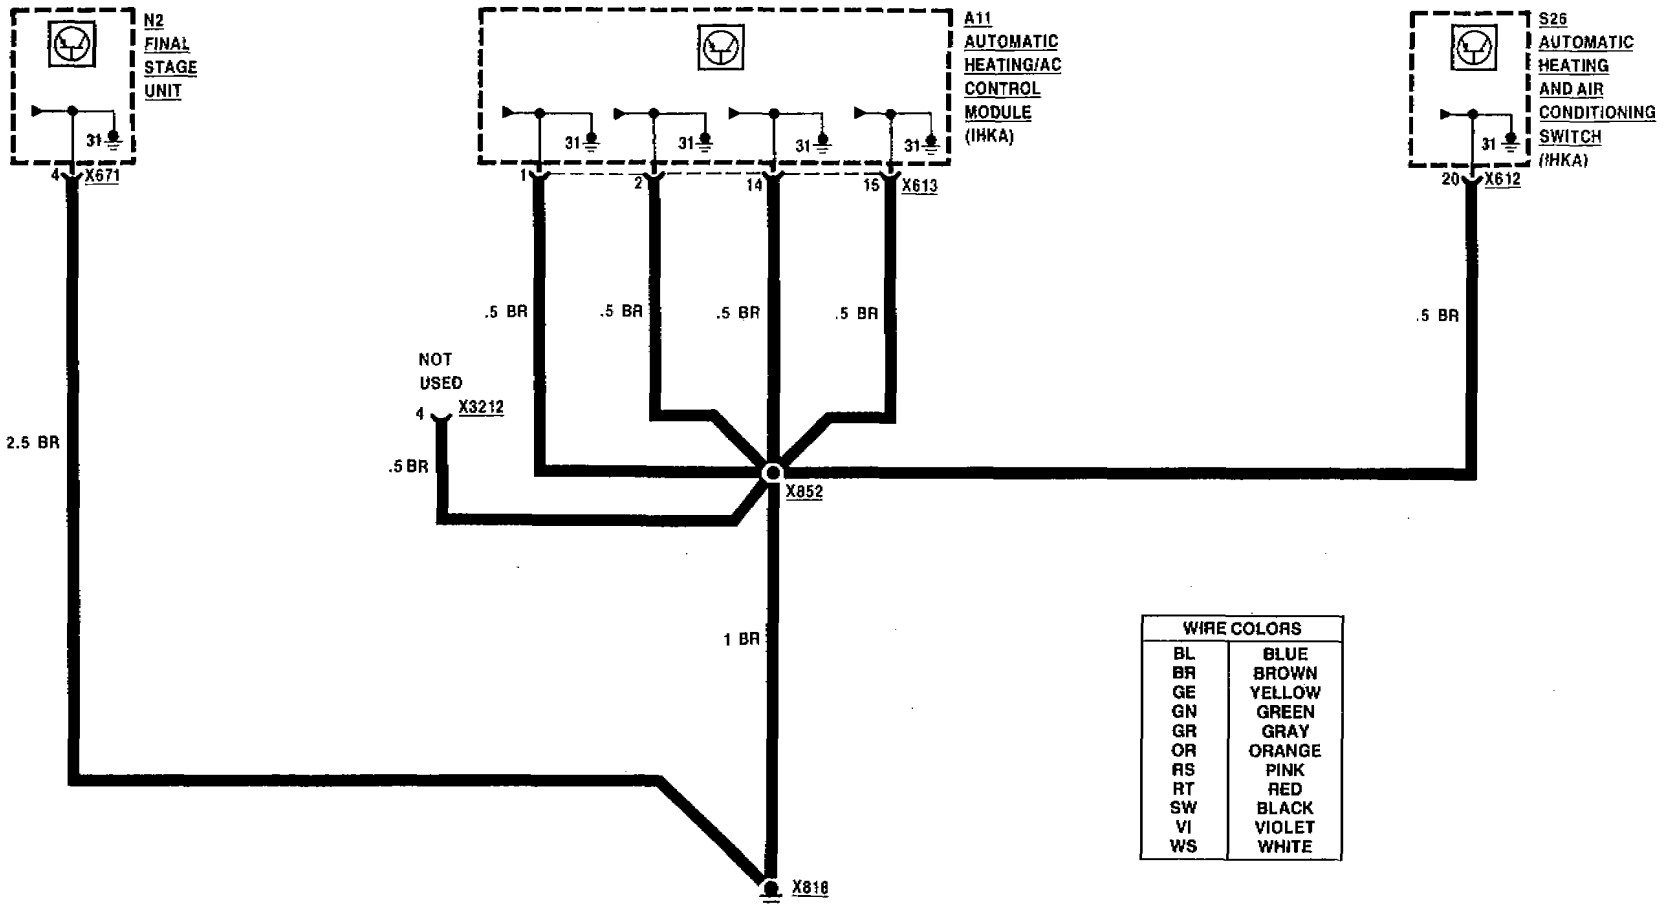 N2
FINAL
STAGE
UNIT
31
4 X671
2.5 BR
A11
AUTOMATIC
HEATING/AC
CONTROL
MODULE
(IHKA)
31 31 31 31
1 2 14 15 X613
.5 BR .5 BR .5 BR .5 BR
S26
AUTOMATIC
HEATING
AND AIR
CONDITIONING
SWITCH
(IHKA)
31
20 X612
.5 BR
NOT
USED
4 X3212
.5 BR
X852
1 BR
X818
WIRE COLORS
BL BLUE
BR BROWN
GE YELLOW
GN GREEN
GR GRAY
OR ORANGE
RS PINK
RT RED
SW BLACK
VI VIOLET
WS WHITE